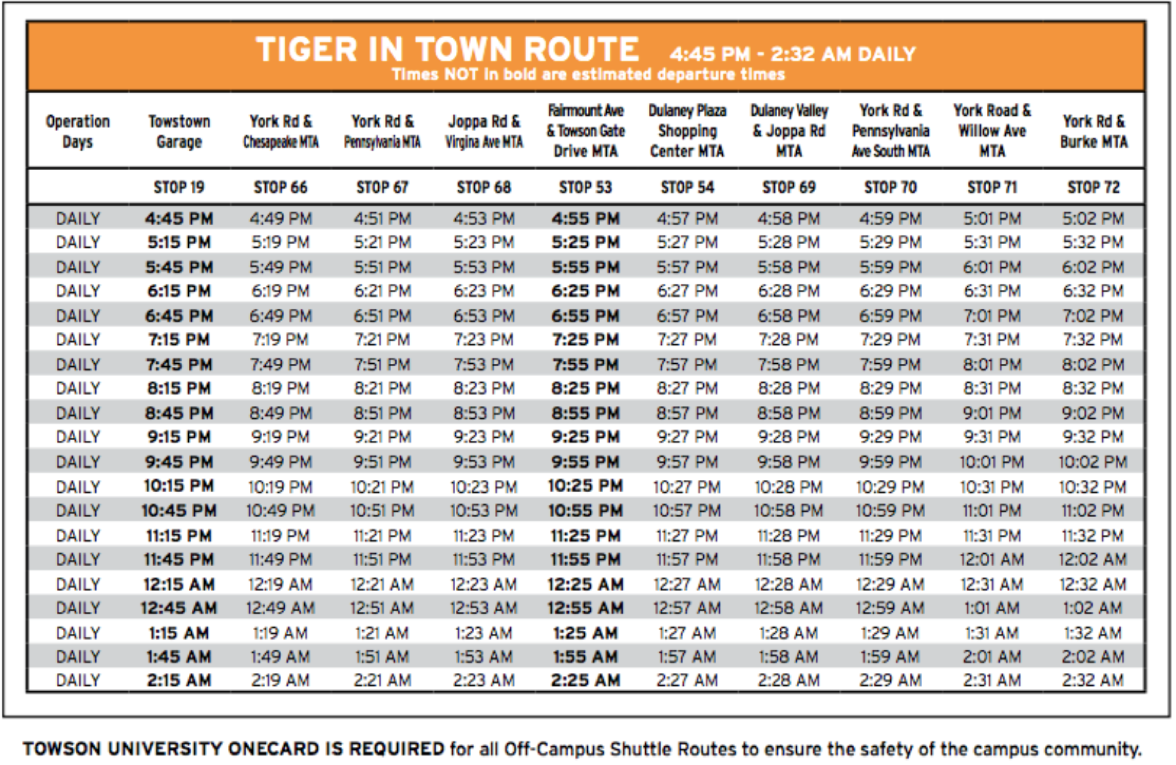 TIGER IN TOWN ROUTE 4:45 PM - 2:32 AM DAILY
Times NOT in bold are estimated departure times
Operation Days Towstown Garage York Rd & Chesapeake MTA York Rd & Pennsylvania MTA Joppa Rd & Virgina Ave MTA Fairmount Ave & Towson Gate Drive MTA Dulaney Plaza Shopping Center MTA Dulaney Valley & Joppa Rd MTA York Rd & Pennsylvania Ave South MTA York Road & Willow Ave MTA York Rd & Burke MTA
STOP 19 STOP 66 STOP 67 STOP 68 STOP 53 STOP 54 STOP 69 STOP 70 STOP 71 STOP 72
DAILY 4:45 PM 4:49 PM 4:51 PM 4:53 PM 4:55 PM 4:57 PM 4:58 PM 4:59 PM 5:01 PM 5:02 PM
DAILY 5:15 PM 5:19 PM 5:21 PM 5:23 PM 5:25 PM 5:27 PM 5:28 PM 5:29 PM 5:31 PM 5:32 PM
DAILY 5:45 PM 5:49 PM 5:51 PM 5:53 PM 5:55 PM 5:57 PM 5:58 PM 5:59 PM 6:01 PM 6:02 PM
DAILY 6:15 PM 6:19 PM 6:21 PM 6:23 PM 6:25 PM 6:27 PM 6:28 PM 6:29 PM 6:31 PM 6:32 PM
DAILY 6:45 PM 6:49 PM 6:51 PM 6:53 PM 6:55 PM 6:57 PM 6:58 PM 6:59 PM 7:01 PM 7:02 PM
DAILY 7:15 PM 7:19 PM 7:21 PM 7:23 PM 7:25 PM 7:27 PM 7:28 PM 7:29 PM 7:31 PM 7:32 PM
DAILY 7:45 PM 7:49 PM 7:51 PM 7:53 PM 7:55 PM 7:57 PM 7:58 PM 7:59 PM 8:01 PM 8:02 PM
DAILY 8:15 PM 8:19 PM 8:21 PM 8:23 PM 8:25 PM 8:27 PM 8:28 PM 8:29 PM 8:31 PM 8:32 PM
DAILY 8:45 PM 8:49 PM 8:51 PM 8:53 PM 8:55 PM 8:57 PM 8:58 PM 8:59 PM 9:01 PM 9:02 PM
DAILY 9:15 PM 9:19 PM 9:21 PM 9:23 PM 9:25 PM 9:27 PM 9:28 PM 9:29 PM 9:31 PM 9:32 PM
DAILY 9:45 PM 9:49 PM 9:51 PM 9:53 PM 9:55 PM 9:57 PM 9:58 PM 9:59 PM 10:01 PM 10:02 PM
DAILY 10:15 PM 10:19 PM 10:21 PM 10:23 PM 10:25 PM 10:27 PM 10:28 PM 10:29 PM 10:31 PM 10:32 PM
DAILY 10:45 PM 10:49 PM 10:51 PM 10:53 PM 10:55 PM 10:57 PM 10:58 PM 10:59 PM 11:01 PM 11:02 PM
DAILY 11:15 PM 11:19 PM 11:21 PM 11:23 PM 11:25 PM 11:27 PM 11:28 PM 11:29 PM 11:31 PM 11:32 PM
DAILY 11:45 PM 11:49 PM 11:51 PM 11:53 PM 11:55 PM 11:57 PM 11:58 PM 11:59 PM 12:01 AM 12:02 AM
DAILY 12:15 AM 12:19 AM 12:21 AM 12:23 AM 12:25 AM 12:27 AM 12:28 AM 12:29 AM 12:31 AM 12:32 AM
DAILY 12:45 AM 12:49 AM 12:51 AM 12:53 AM 12:55 AM 12:57 AM 12:58 AM 12:59 AM 1:01 AM 1:02 AM
DAILY 1:15 AM 1:19 AM 1:21 AM 1:23 AM 1:25 AM 1:27 AM 1:28 AM 1:29 AM 1:31 AM 1:32 AM
DAILY 1:45 AM 1:49 AM 1:51 AM 1:53 AM 1:55 AM 1:57 AM 1:58 AM 1:59 AM 2:01 AM 2:02 AM
DAILY 2:15 AM 2:19 AM 2:21 AM 2:23 AM 2:25 AM 2:27 AM 2:28 AM 2:29 AM 2:31 AM 2:32 AM
TOWSON UNIVERSITY ONECARD IS REQUIRED for all Off-Campus Shuttle Routes to ensure the safety of the campus community.